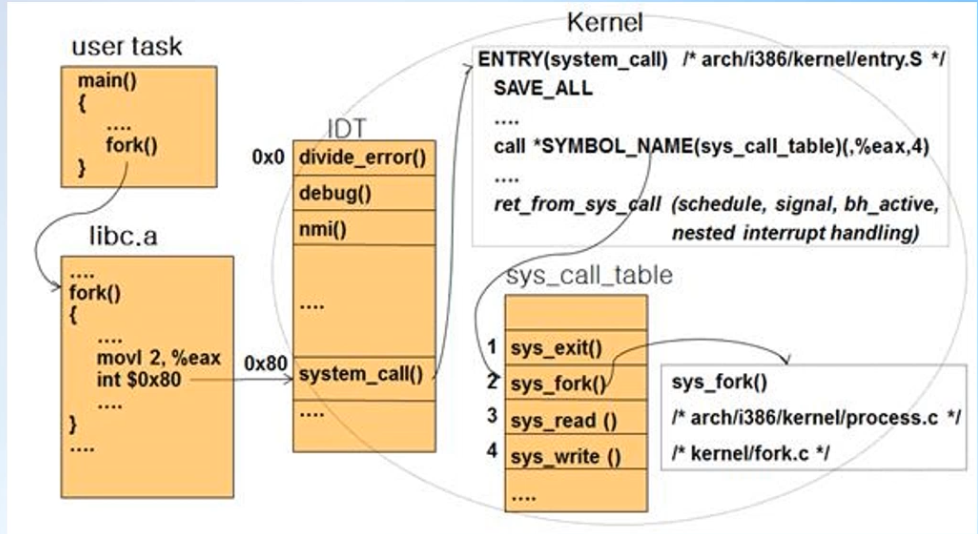 Kernel
user task
main()
{
....
fork()
}
libc.a
....
fork()
{
....
movl 2, %eax
int $0x80
....
}
....
IDT
0x0 divide_error()
debug()
nmi()
....
0x80 system_call()
....
ENTRY(system_call) /* arch/i386/kernel/entry.S */
SAVE_ALL
....
call *SYMBOL_NAME(sys_call_table)(,%eax,4)
....
ret_from_sys_call (schedule, signal, bh_active,
nested interrupt handling)
sys_call_table
1 sys_exit()
2 sys_fork()
3 sys_read ()
4 sys_write ()
....
sys_fork()
/* arch/i386/kernel/process.c */
/* kernel/fork.c */